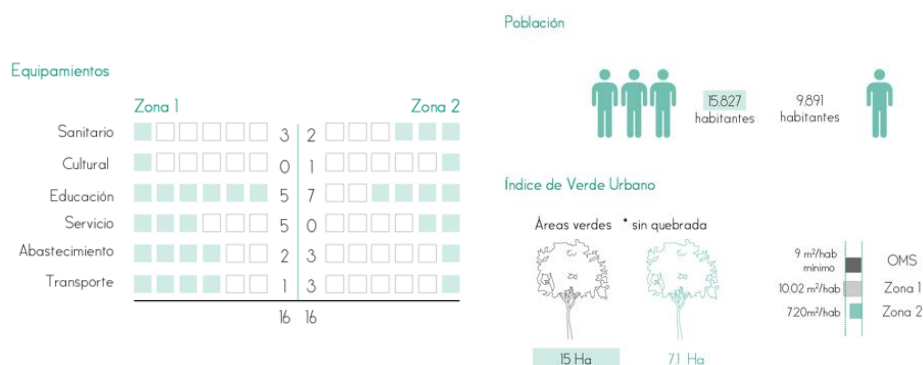 Población
Equipamientos
Zona 1 Zona 2
Sanitario 3 2
Cultural 0 1
Educación 5 7
Servicio 5 0
Abastecimiento 2 3
Transporte 1 3
16 16
15.827
habitantes
9.891
habitantes
Índice de Verde Urbano
Áreas verdes * sin quebrada
15 Ha 7.1 Ha
9 m²/hab
mínimo
OMS
10.02 m²/hab Zona 1
7.20m²/hab Zona 2